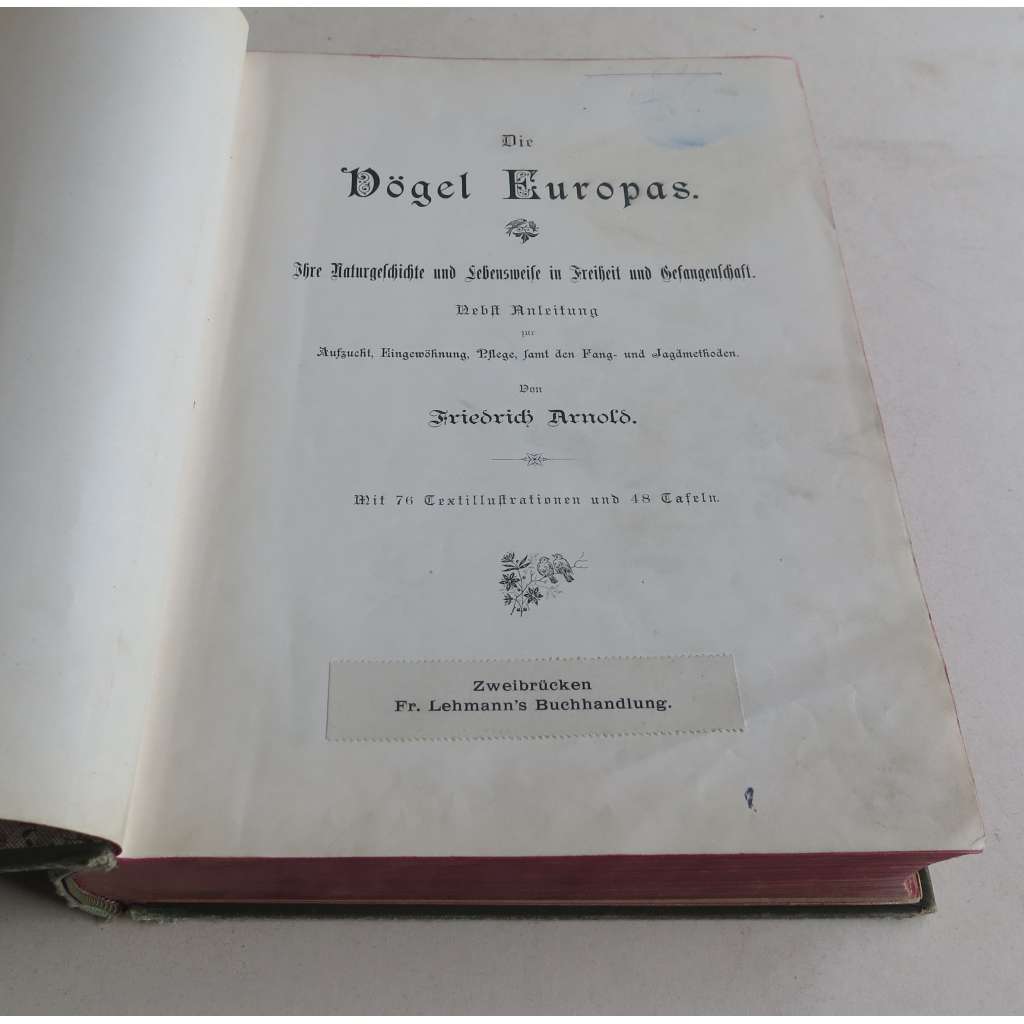 Die
Vögel Europas.
Ihre Naturgeſchichte und Lebensweiſe in Freiheit und Gefangenſchaft.
Nebſt Anleitung
zur
Aufzucht, Eingewöhnung, Pflege, ſamt den Fang- und Jagdmethoden.
Von
Friedrich Arnold.
Mit 76 Textilluſtrationen und 48 Tafeln.
Zweibrücken
Fr. Lehmann's Buchhandlung.